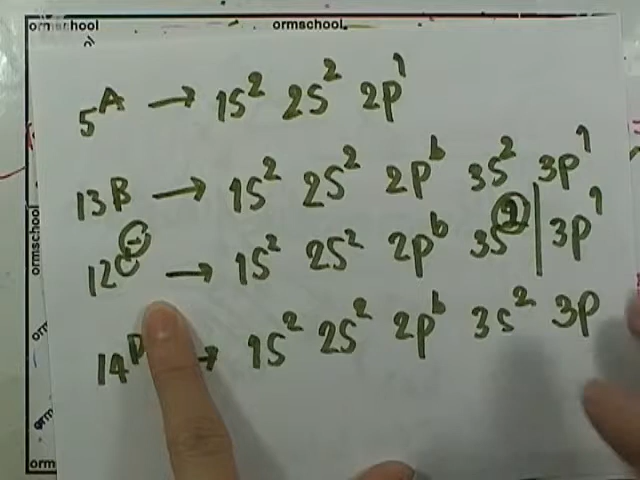 ormschool ormschool
5A → 1S² 2S² 2p¹
13B → 1S² 2S² 2p⁶ 3S² 3p¹
12C⁻ → 1S² 2S² 2p⁶ 3S② | 3p¹
14 → 1S² 2S² 2p⁶ 3S² 3p
ormschool
orm